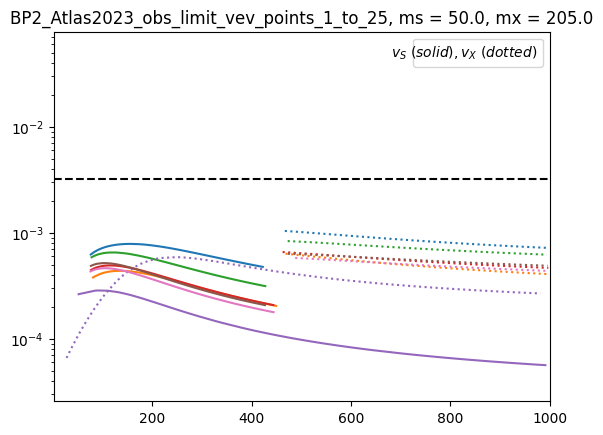 BP2_Atlas2023_obs_limit_vev_points_1_to_25, ms = 50.0, mx = 205.0
v_S (solid), v_X (dotted)
10^{-2}
10^{-3}
10^{-4}
200 400 600 800 1000